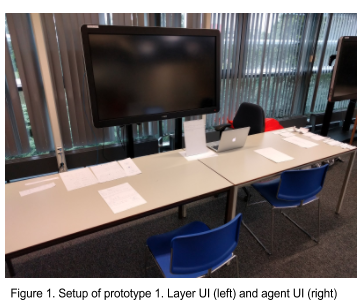 Figure 1. Setup of prototype 1. Layer UI (left) and agent UI (right)